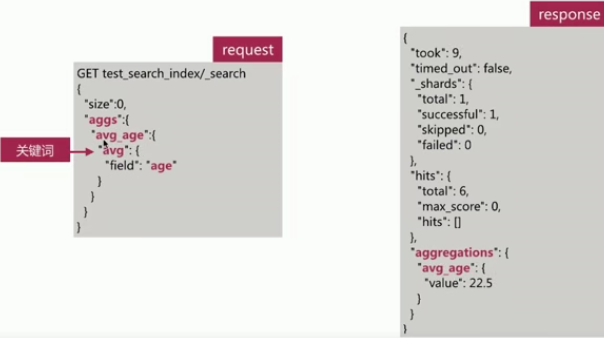 request
GET test_search_index/_search
{
"size":0,
"aggs":{
"avg_age":{
关键词
"avg": {
"field": "age"
}
}
}
}
response
{
"took": 9,
"timed_out": false,
"_shards": {
"total": 1,
"successful": 1,
"skipped": 0,
"failed": 0
},
"hits": {
"total": 6,
"max_score": 0,
"hits": []
},
"aggregations": {
"avg_age": {
"value": 22.5
}
}
}